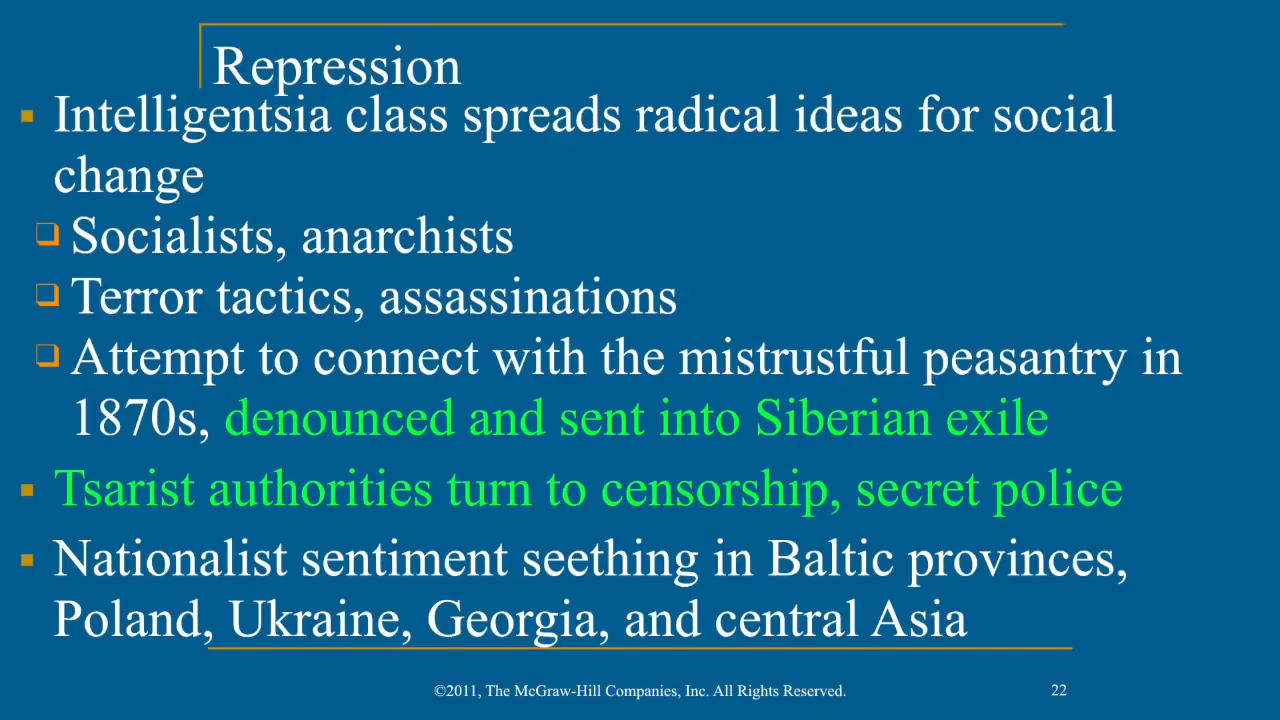 Repression
▪ Intelligentsia class spreads radical ideas for social
change
❑ Socialists, anarchists
❑ Terror tactics, assassinations
❑ Attempt to connect with the mistrustful peasantry in
1870s, denounced and sent into Siberian exile
▪ Tsarist authorities turn to censorship, secret police
▪ Nationalist sentiment seething in Baltic provinces,
Poland, Ukraine, Georgia, and central Asia
©2011, The McGraw-Hill Companies, Inc. All Rights Reserved.
22